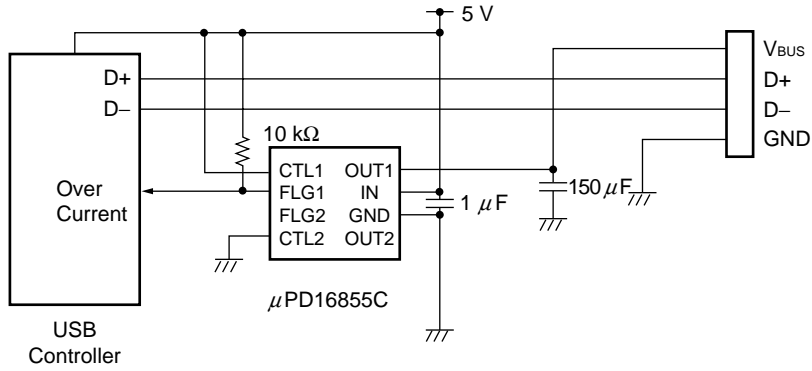 5 V
VBUS
D+
D−
GND
D+
D−
Over
Current
10 kΩ
CTL1 OUT1
FLG1 IN
FLG2 GND
CTL2 OUT2
1 μF
150 μF
μPD16855C
USB
Controller